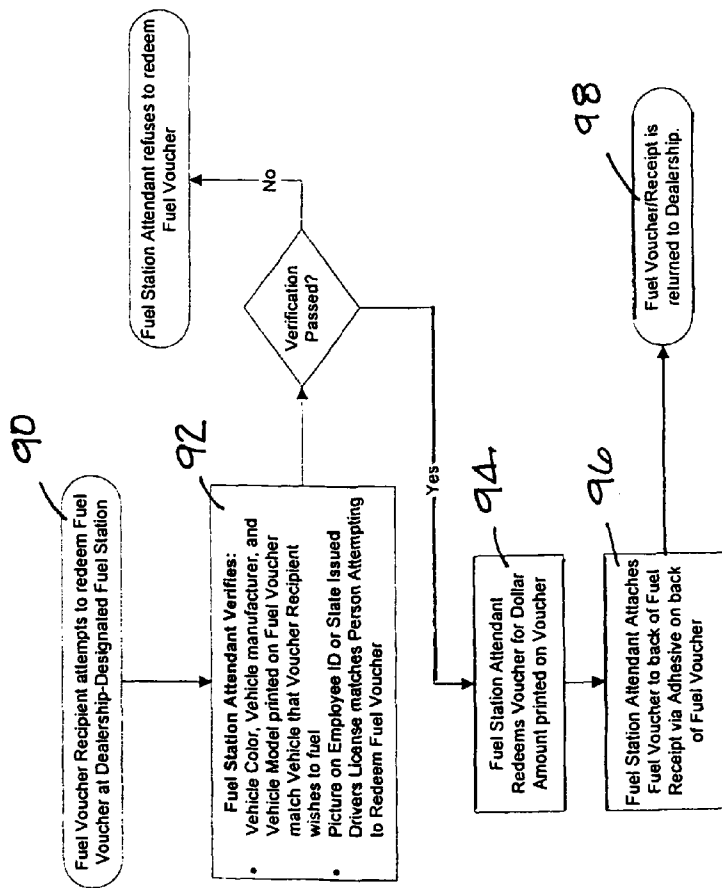 90
Fuel Voucher Recipient attempts to redeem Fuel
Voucher at Dealership-Designated Fuel Station
92
Fuel Station Attendant Verifies:
• Vehicle Color, Vehicle manufacturer, and
Vehicle Model printed on Fuel Voucher
match Vehicle that Voucher Recipient
wishes to fuel
• Picture on Employee ID or State Issued
Drivers License matches Person Attempting
to Redeem Fuel Voucher
Verification
Passed?
No
Fuel Station Attendant refuses to redeem
Fuel Voucher
Yes
94
Fuel Station Attendant
Redeems Voucher for Dollar
Amount printed on Voucher
96
Fuel Station Attendant Attaches
Fuel Voucher to back of Fuel
Receipt via Adhesive on back
of Fuel Voucher
98
Fuel Voucher/Receipt is
returned to Dealership.